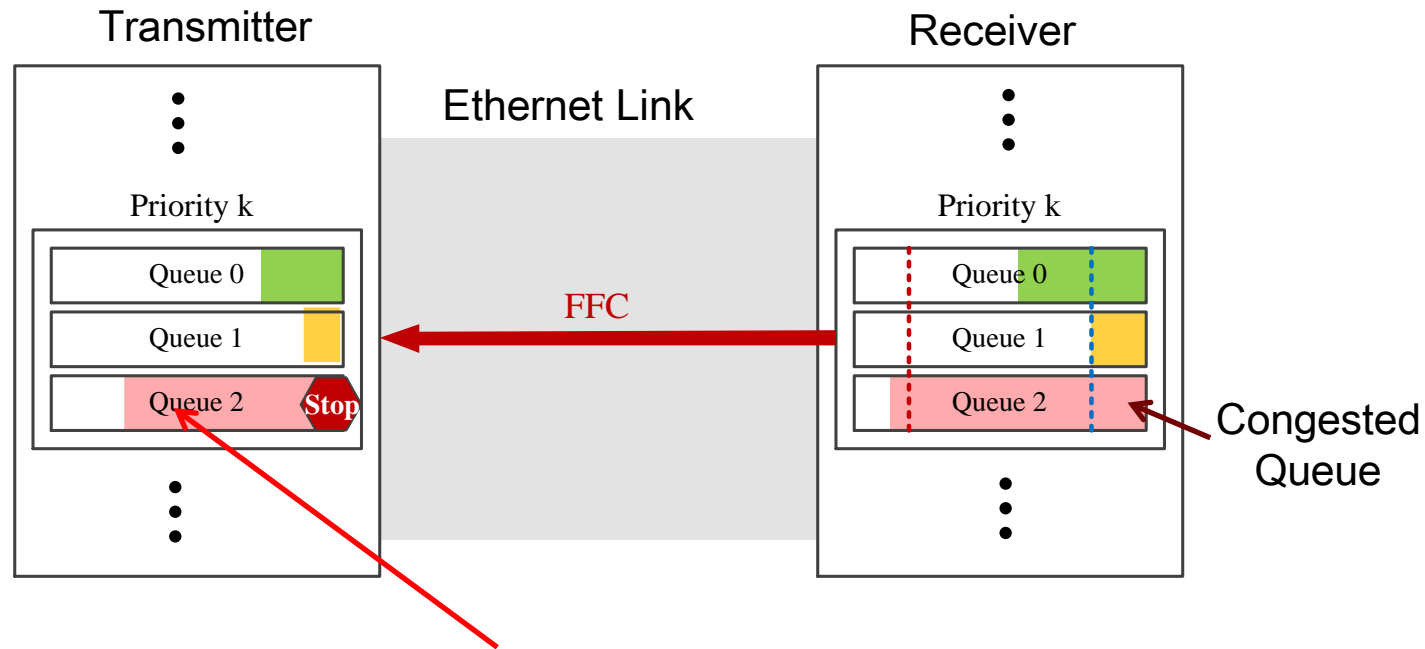 Transmitter
Receiver
Ethernet Link
Priority k
Priority k
Queue 0
Queue 0
FFC
Queue 1
Queue 1
Queue 2
Stop
Queue 2
Congested
Queue